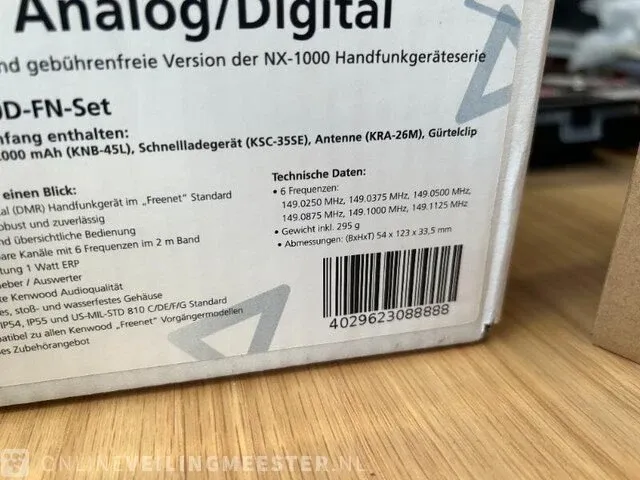 Analog/Digital
nd gebührenfreie Version der NX-1000 Handfunkgeräteserie
0D-FN-Set
nfang enthalten:
000 mAh (KNB-45L), Schnellladegerät (KSC-35SE), Antenne (KRA-26M), Gürtelclip
einen Blick:
al (DMR) Handfunkgerät im „Freenet" Standard
obust und zuverlässig
nd übersichtliche Bedienung
are Kanäle mit 6 Frequenzen im 2 m Band
tung 1 Watt ERP
eber / Auswerter
e Kenwood Audioqualität
es, stoß- und wasserfestes Gehäuse
IP54, IP55 und US-MIL-STD 810 C/DE/F/G Standard
atibel zu allen Kenwood „Freenet" Vorgängermodellen
es Zubehörangebot
Technische Daten:
• 6 Frequenzen:
149.0250 MHz, 149.0375 MHz, 149.0500 MHz,
149.0875 MHz, 149.1000 MHz, 149.1125 MHz
• Gewicht inkl. 295 g
• Abmessungen: (BxHxT) 54 x 123 x 33,5 mm
4029623088888
ONLINEVEILINGMEESTER.NL